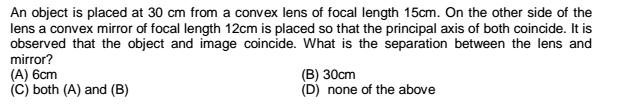 An object is placed at 30 cm from a convex lens of focal length 15cm. On the other side of the
lens a convex mirror of focal length 12cm is placed so that the principal axis of both coincide. It is
observed that the object and image coincide. What is the separation between the lens and
mirror?
(A) 6cm (B) 30cm
(C) both (A) and (B) (D) none of the above